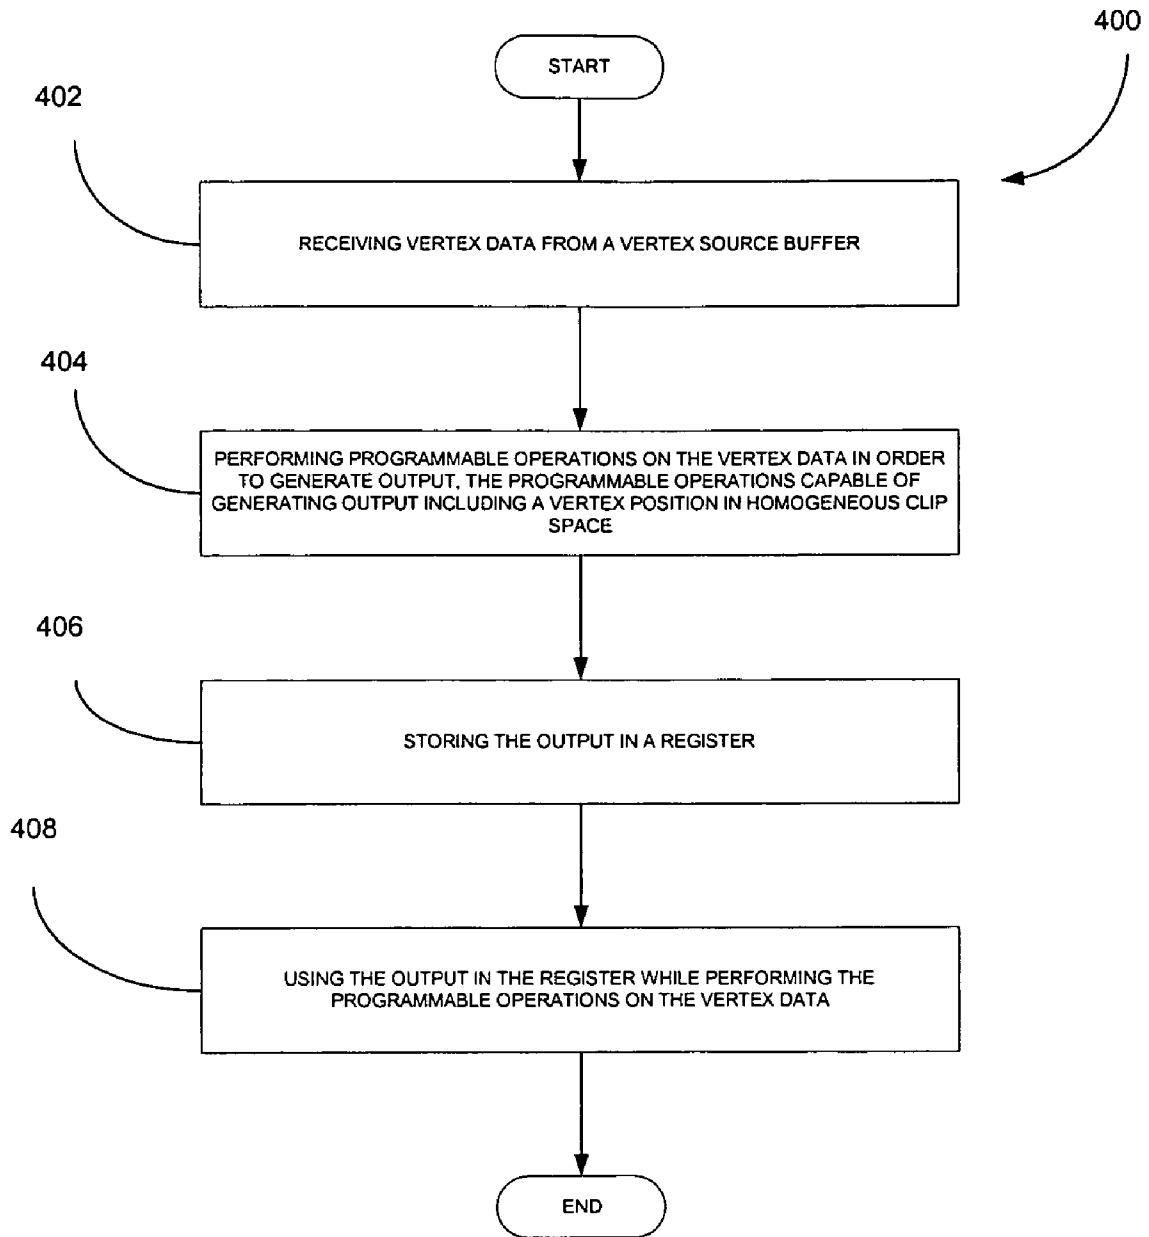 400
START
402
RECEIVING VERTEX DATA FROM A VERTEX SOURCE BUFFER
404
PERFORMING PROGRAMMABLE OPERATIONS ON THE VERTEX DATA IN ORDER
TO GENERATE OUTPUT, THE PROGRAMMABLE OPERATIONS CAPABLE OF
GENERATING OUTPUT INCLUDING A VERTEX POSITION IN HOMOGENEOUS CLIP
SPACE
406
STORING THE OUTPUT IN A REGISTER
408
USING THE OUTPUT IN THE REGISTER WHILE PERFORMING THE
PROGRAMMABLE OPERATIONS ON THE VERTEX DATA
END